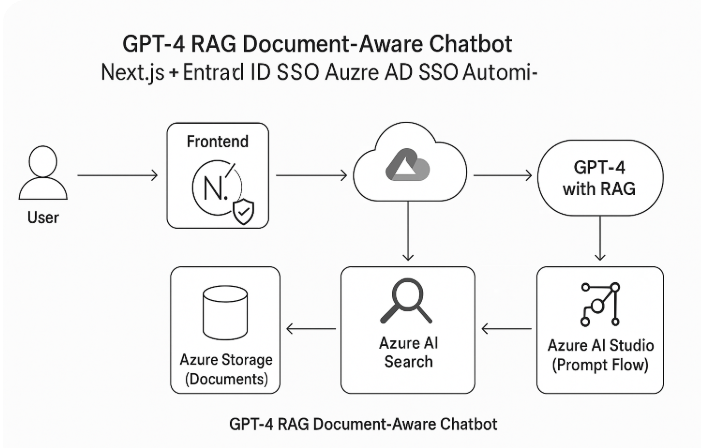 GPT-4 RAG Document-Aware Chatbot
Next.js + Entrad ID SSO Auzre AD SSO Automi-
Frontend
N.
User
GPT-4
with RAG
Azure Storage
(Documents)
Azure AI
Search
Azure AI Studio
(Prompt Flow)
GPT-4 RAG Document-Aware Chatbot